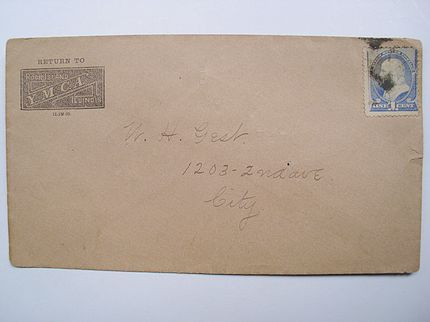 RETURN TO
ROCK ISLAND
Y M C A
ILLINOIS
W. H. Gest.
1203-2nd ave.
City
ONE CENT